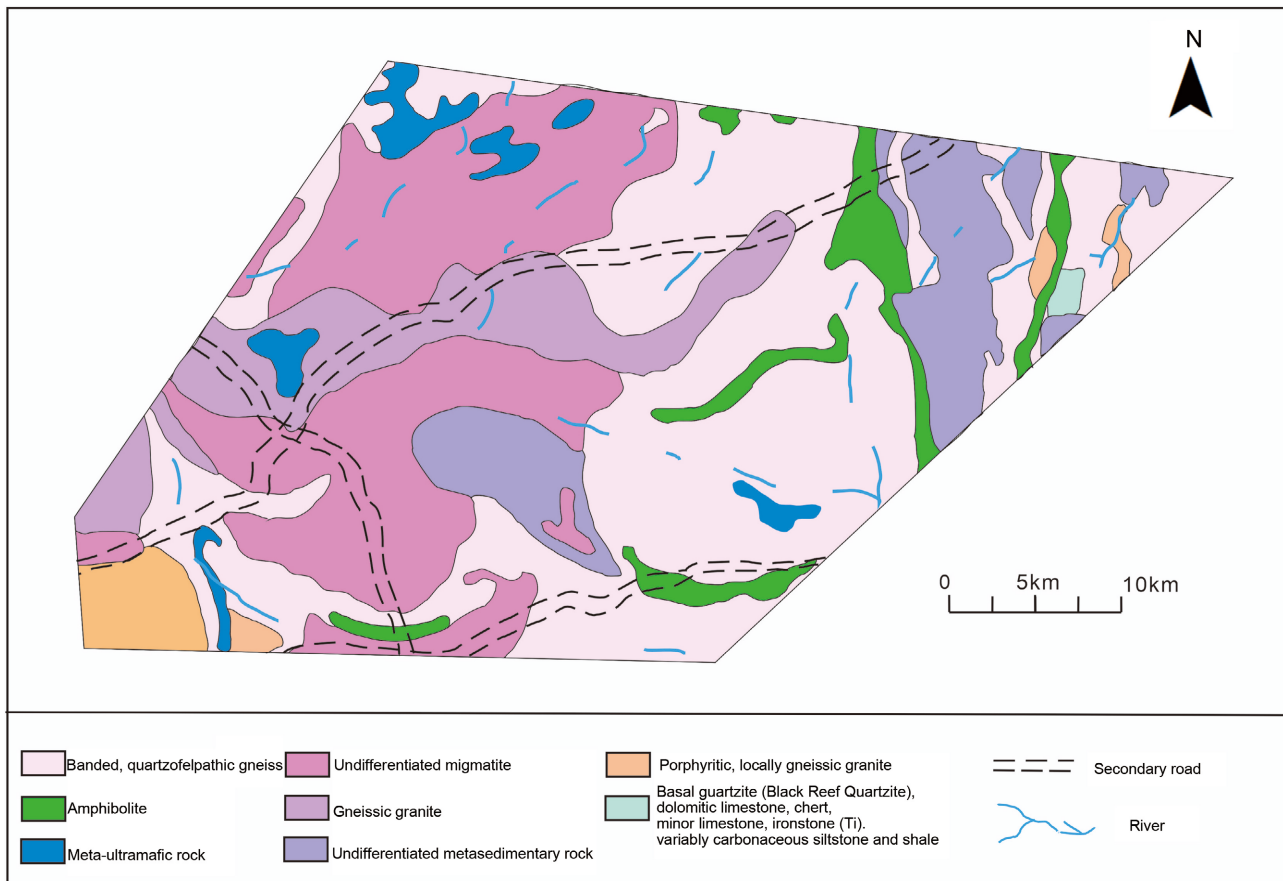 N
0 5km 10km
Banded, quartzofelpathic gneiss
Undifferentiated migmatite
Porphyritic, locally gneissic granite
Secondary road
Amphibolite
Gneissic granite
Basal guartzite (Black Reef Quartzite),
dolomitic limestone, chert,
minor limestone, ironstone (Ti).
variably carbonaceous siltstone and shale
River
Meta-ultramafic rock
Undifferentiated metasedimentary rock